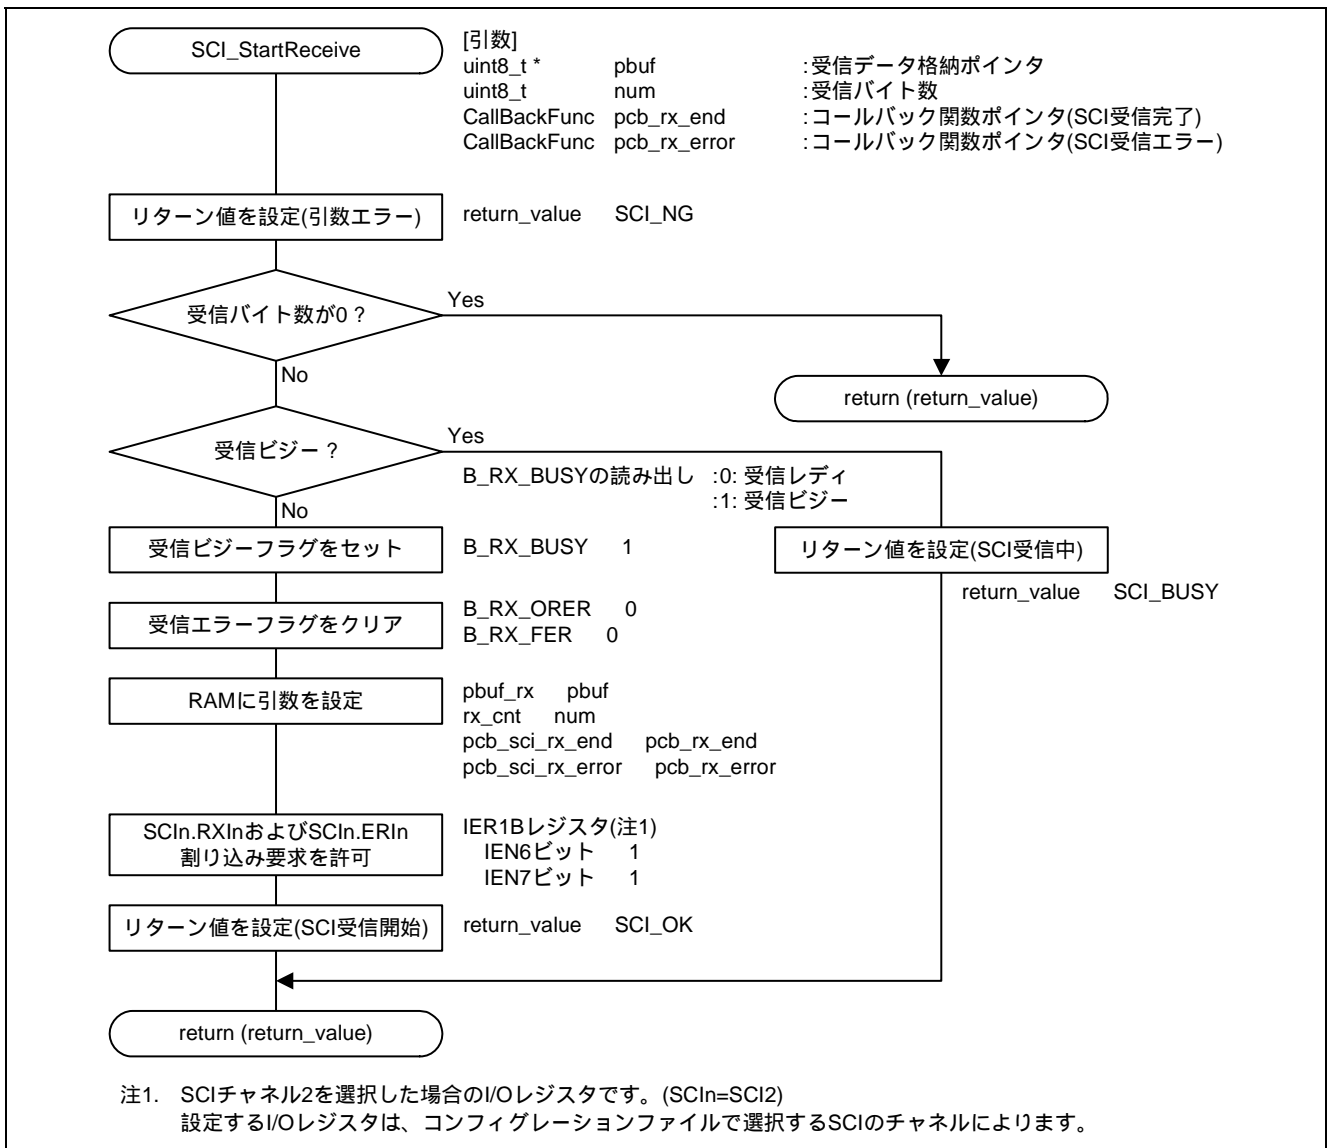 SCI_StartReceive
[引数]
uint8_t * pbuf :受信データ格納ポインタ
uint8_t num :受信バイト数
CallBackFunc pcb_rx_end :コールバック関数ポインタ(SCI受信完了)
CallBackFunc pcb_rx_error :コールバック関数ポインタ(SCI受信エラー)
リターン値を設定(引数エラー)
return_value SCI_NG
受信バイト数が0 ?
Yes
No
return (return_value)
受信ビジー ?
Yes
B_RX_BUSYの読み出し :0: 受信レディ
:1: 受信ビジー
No
受信ビジーフラグをセット
B_RX_BUSY 1
リターン値を設定(SCI受信中)
return_value SCI_BUSY
受信エラーフラグをクリア
B_RX_ORER 0
B_RX_FER 0
RAMに引数を設定
pbuf_rx pbuf
rx_cnt num
pcb_sci_rx_end pcb_rx_end
pcb_sci_rx_error pcb_rx_error
SCIn.RXInおよびSCIn.ERIn
割り込み要求を許可
IER1Bレジスタ(注1)
IEN6ビット 1
IEN7ビット 1
リターン値を設定(SCI受信開始)
return_value SCI_OK
return (return_value)
注1. SCIチャネル2を選択した場合のI/Oレジスタです。(SCIn=SCI2)
設定するI/Oレジスタは、コンフィグレーションファイルで選択するSCIのチャネルによります。